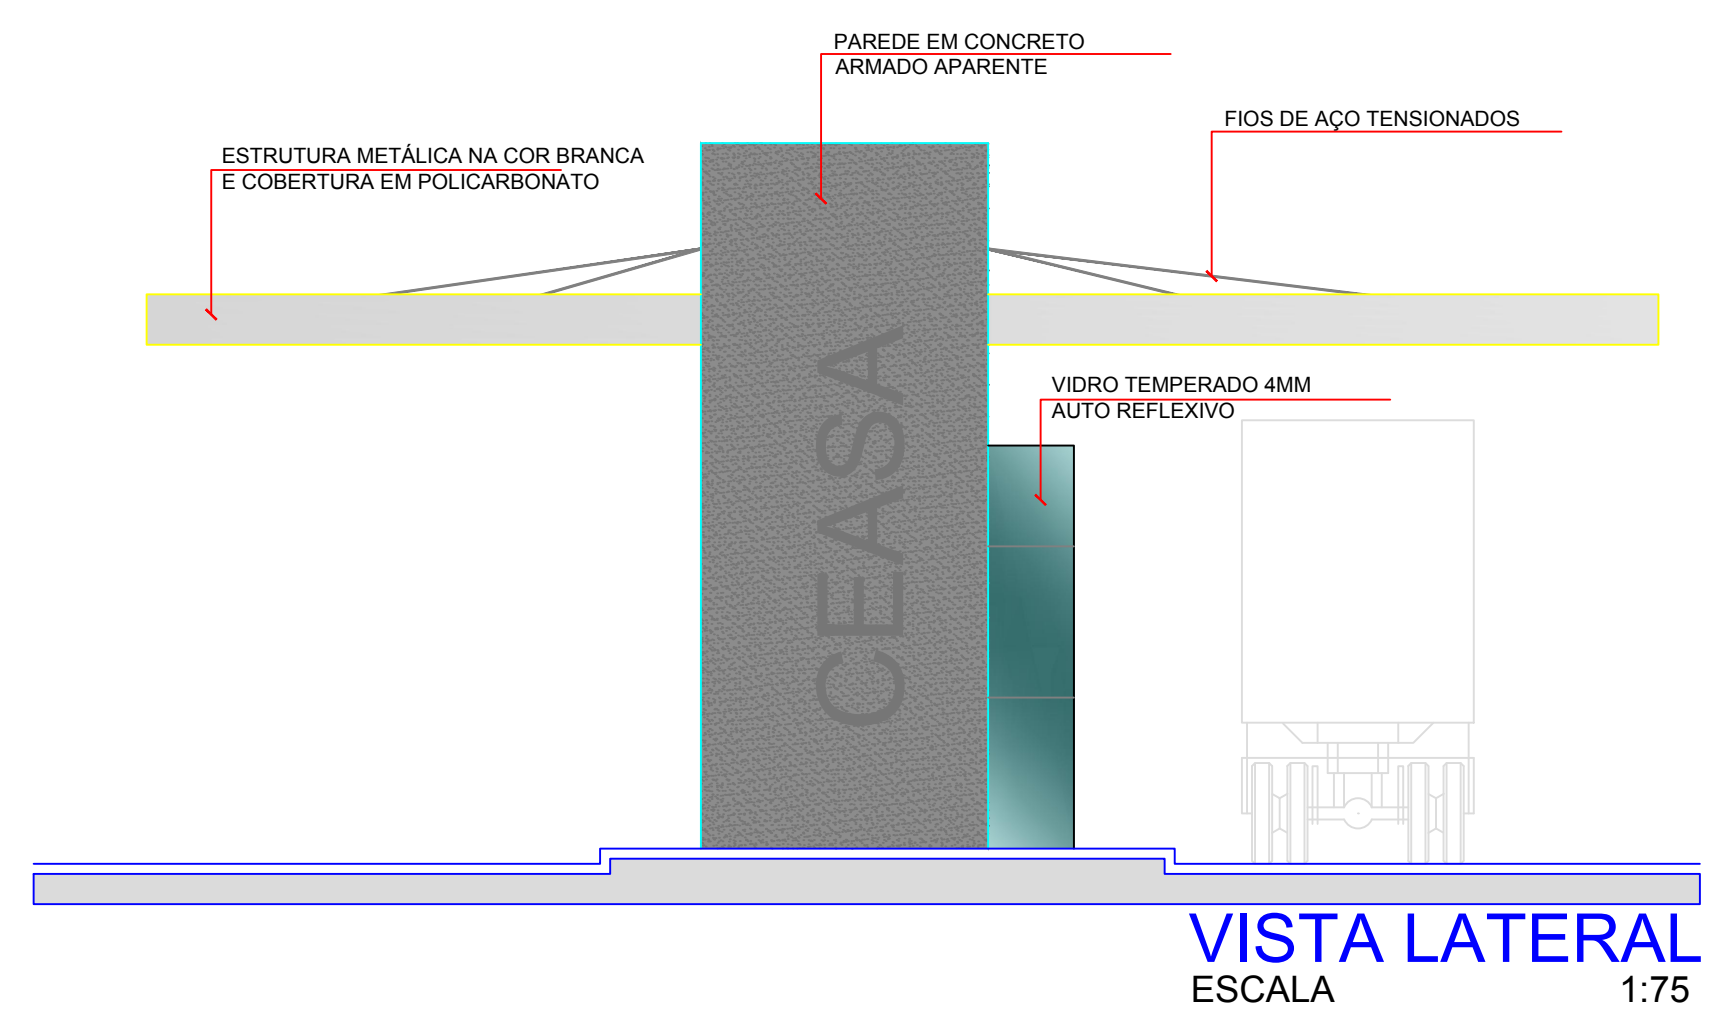 PAREDE EM CONCRETO
ARMADO APARENTE
FIOS DE AÇO TENSIONADOS
ESTRUTURA METÁLICA NA COR BRANCA
E COBERTURA EM POLICARBONATO
VIDRO TEMPERADO 4MM
AUTO REFLEXIVO
CEASA
VISTA LATERAL
ESCALA 1:75